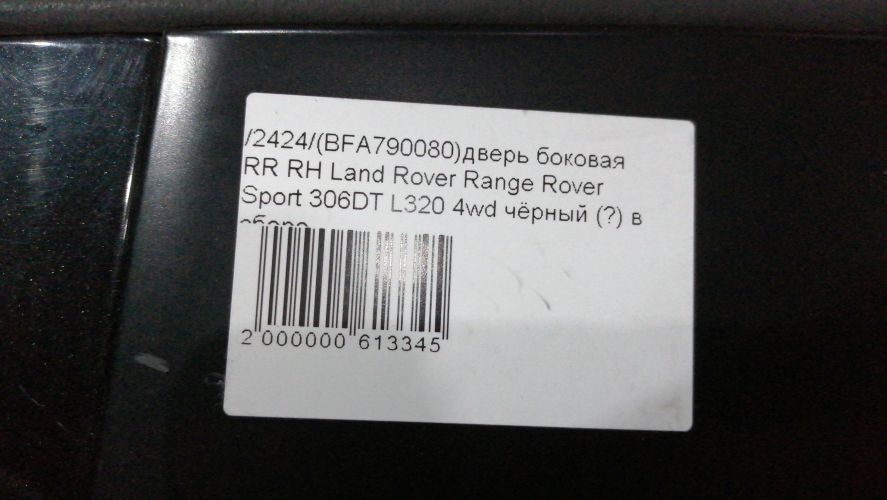 /2424/(BFA790080)дверь боковая
RR RH Land Rover Range Rover
Sport 306DT L320 4wd чёрный (?) в
2 000000 613345